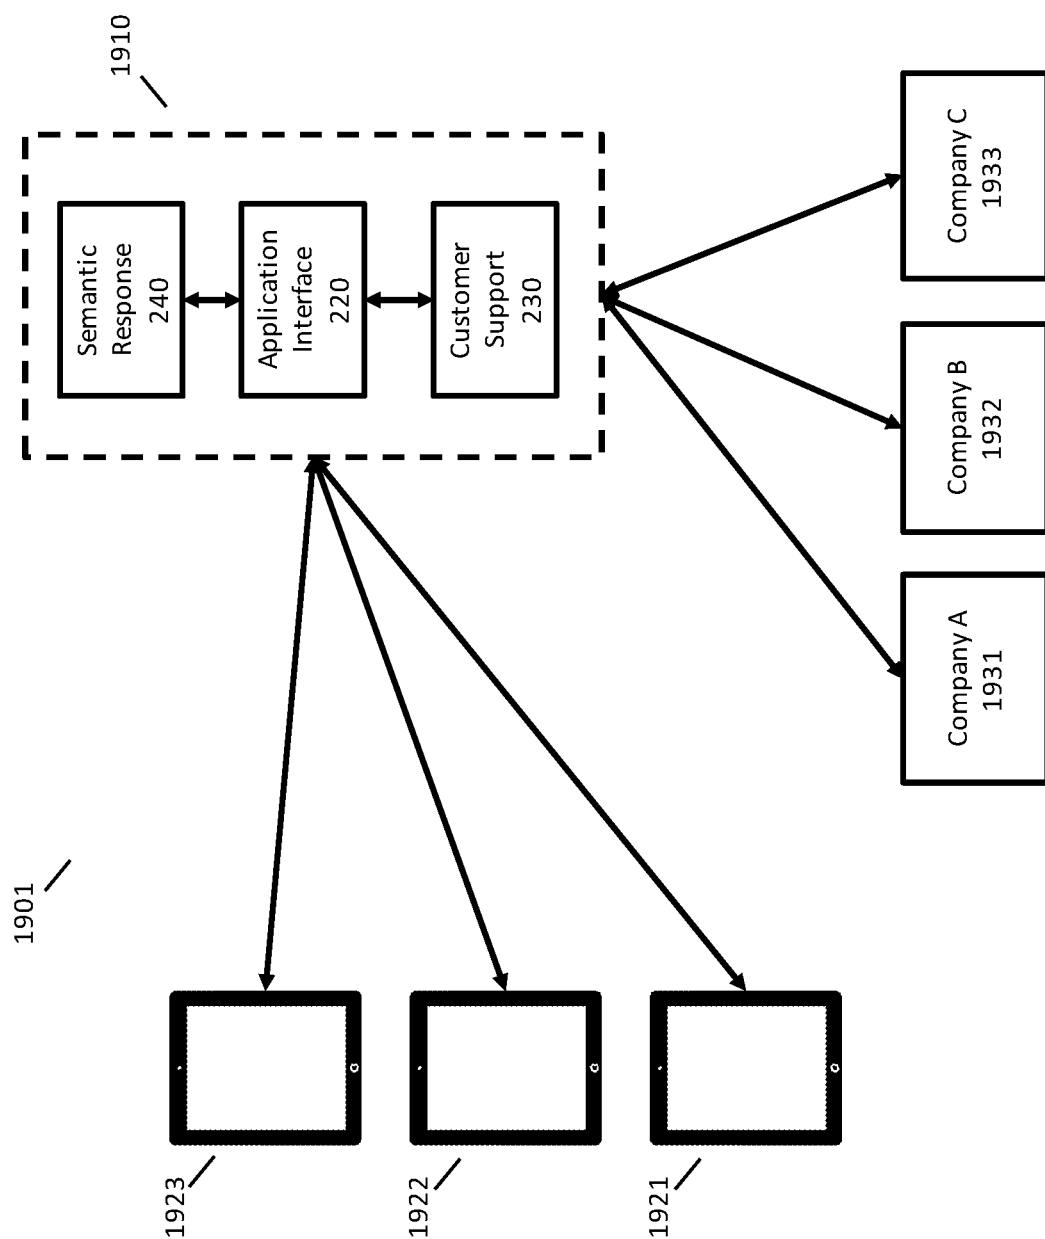 1901
1910
Semantic
Response
240
Application
Interface
220
Customer
Support
230
1923
1922
1921
Company A
1931
Company B
1932
Company C
1933